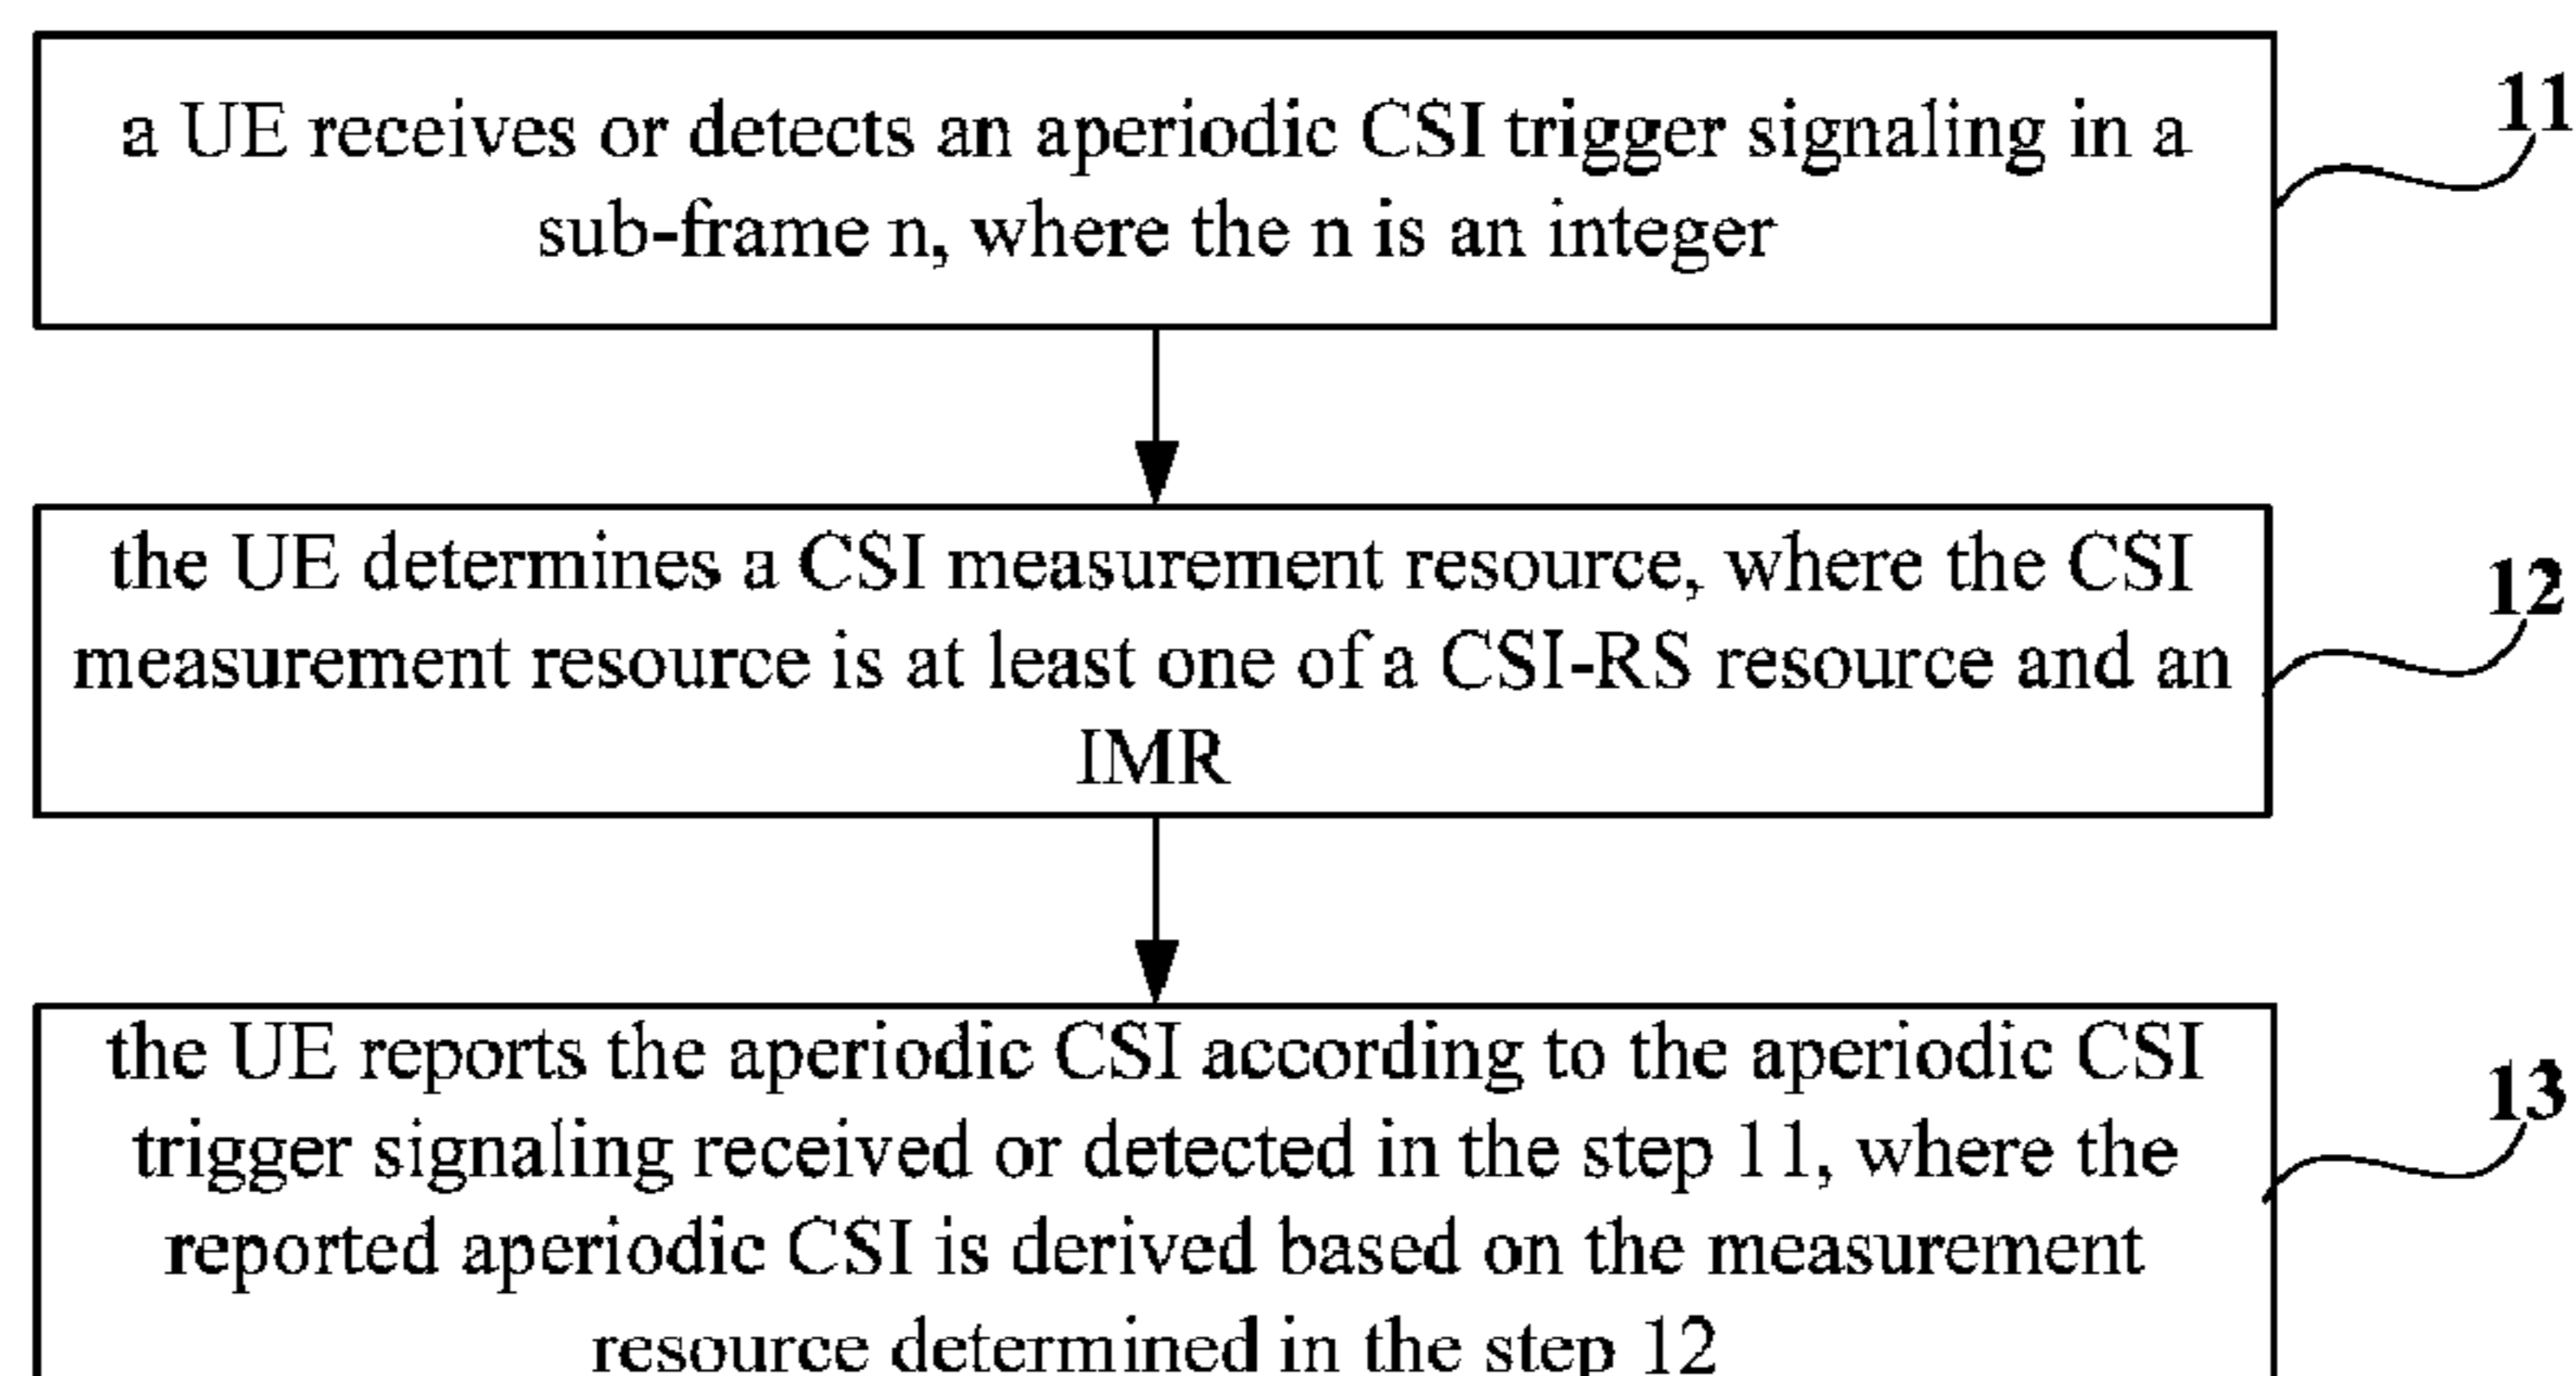 a UE receives or detects an aperiodic CSI trigger signaling in a
sub-frame n, where the n is an integer
11
the UE determines a CSI measurement resource, where the CSI
measurement resource is at least one of a CSI-RS resource and an
IMR
12
the UE reports the aperiodic CSI according to the aperiodic CSI
trigger signaling received or detected in the step 11, where the
reported aperiodic CSI is derived based on the measurement
resource determined in the step 12
13